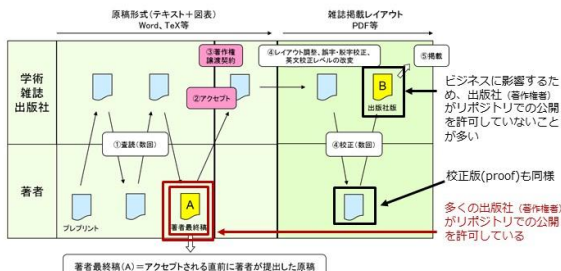 原稿形式(テキスト+図表)
Word、TeX等
雑誌掲載レイアウト
PDF等
③著作権
譲渡契約
④レイアウト調整、誤字・脱字校正、
英文校正レベルの改変
⑤掲載
学術
雑誌
出版社
②アクセプト
B
出版社版
ビジネスに影響するた
め、出版社（著作権者）
がリポジトリでの公開
を許可していないこと
が多い
①査読(数回)
④校正(数回)
著者
A
プレプリント
著者最終稿
校正版(proof)も同様
多くの出版社（著作権者）
がリポジトリでの公開
を許可している
著者最終稿(A)＝アクセプトされる直前に著者が提出した原稿